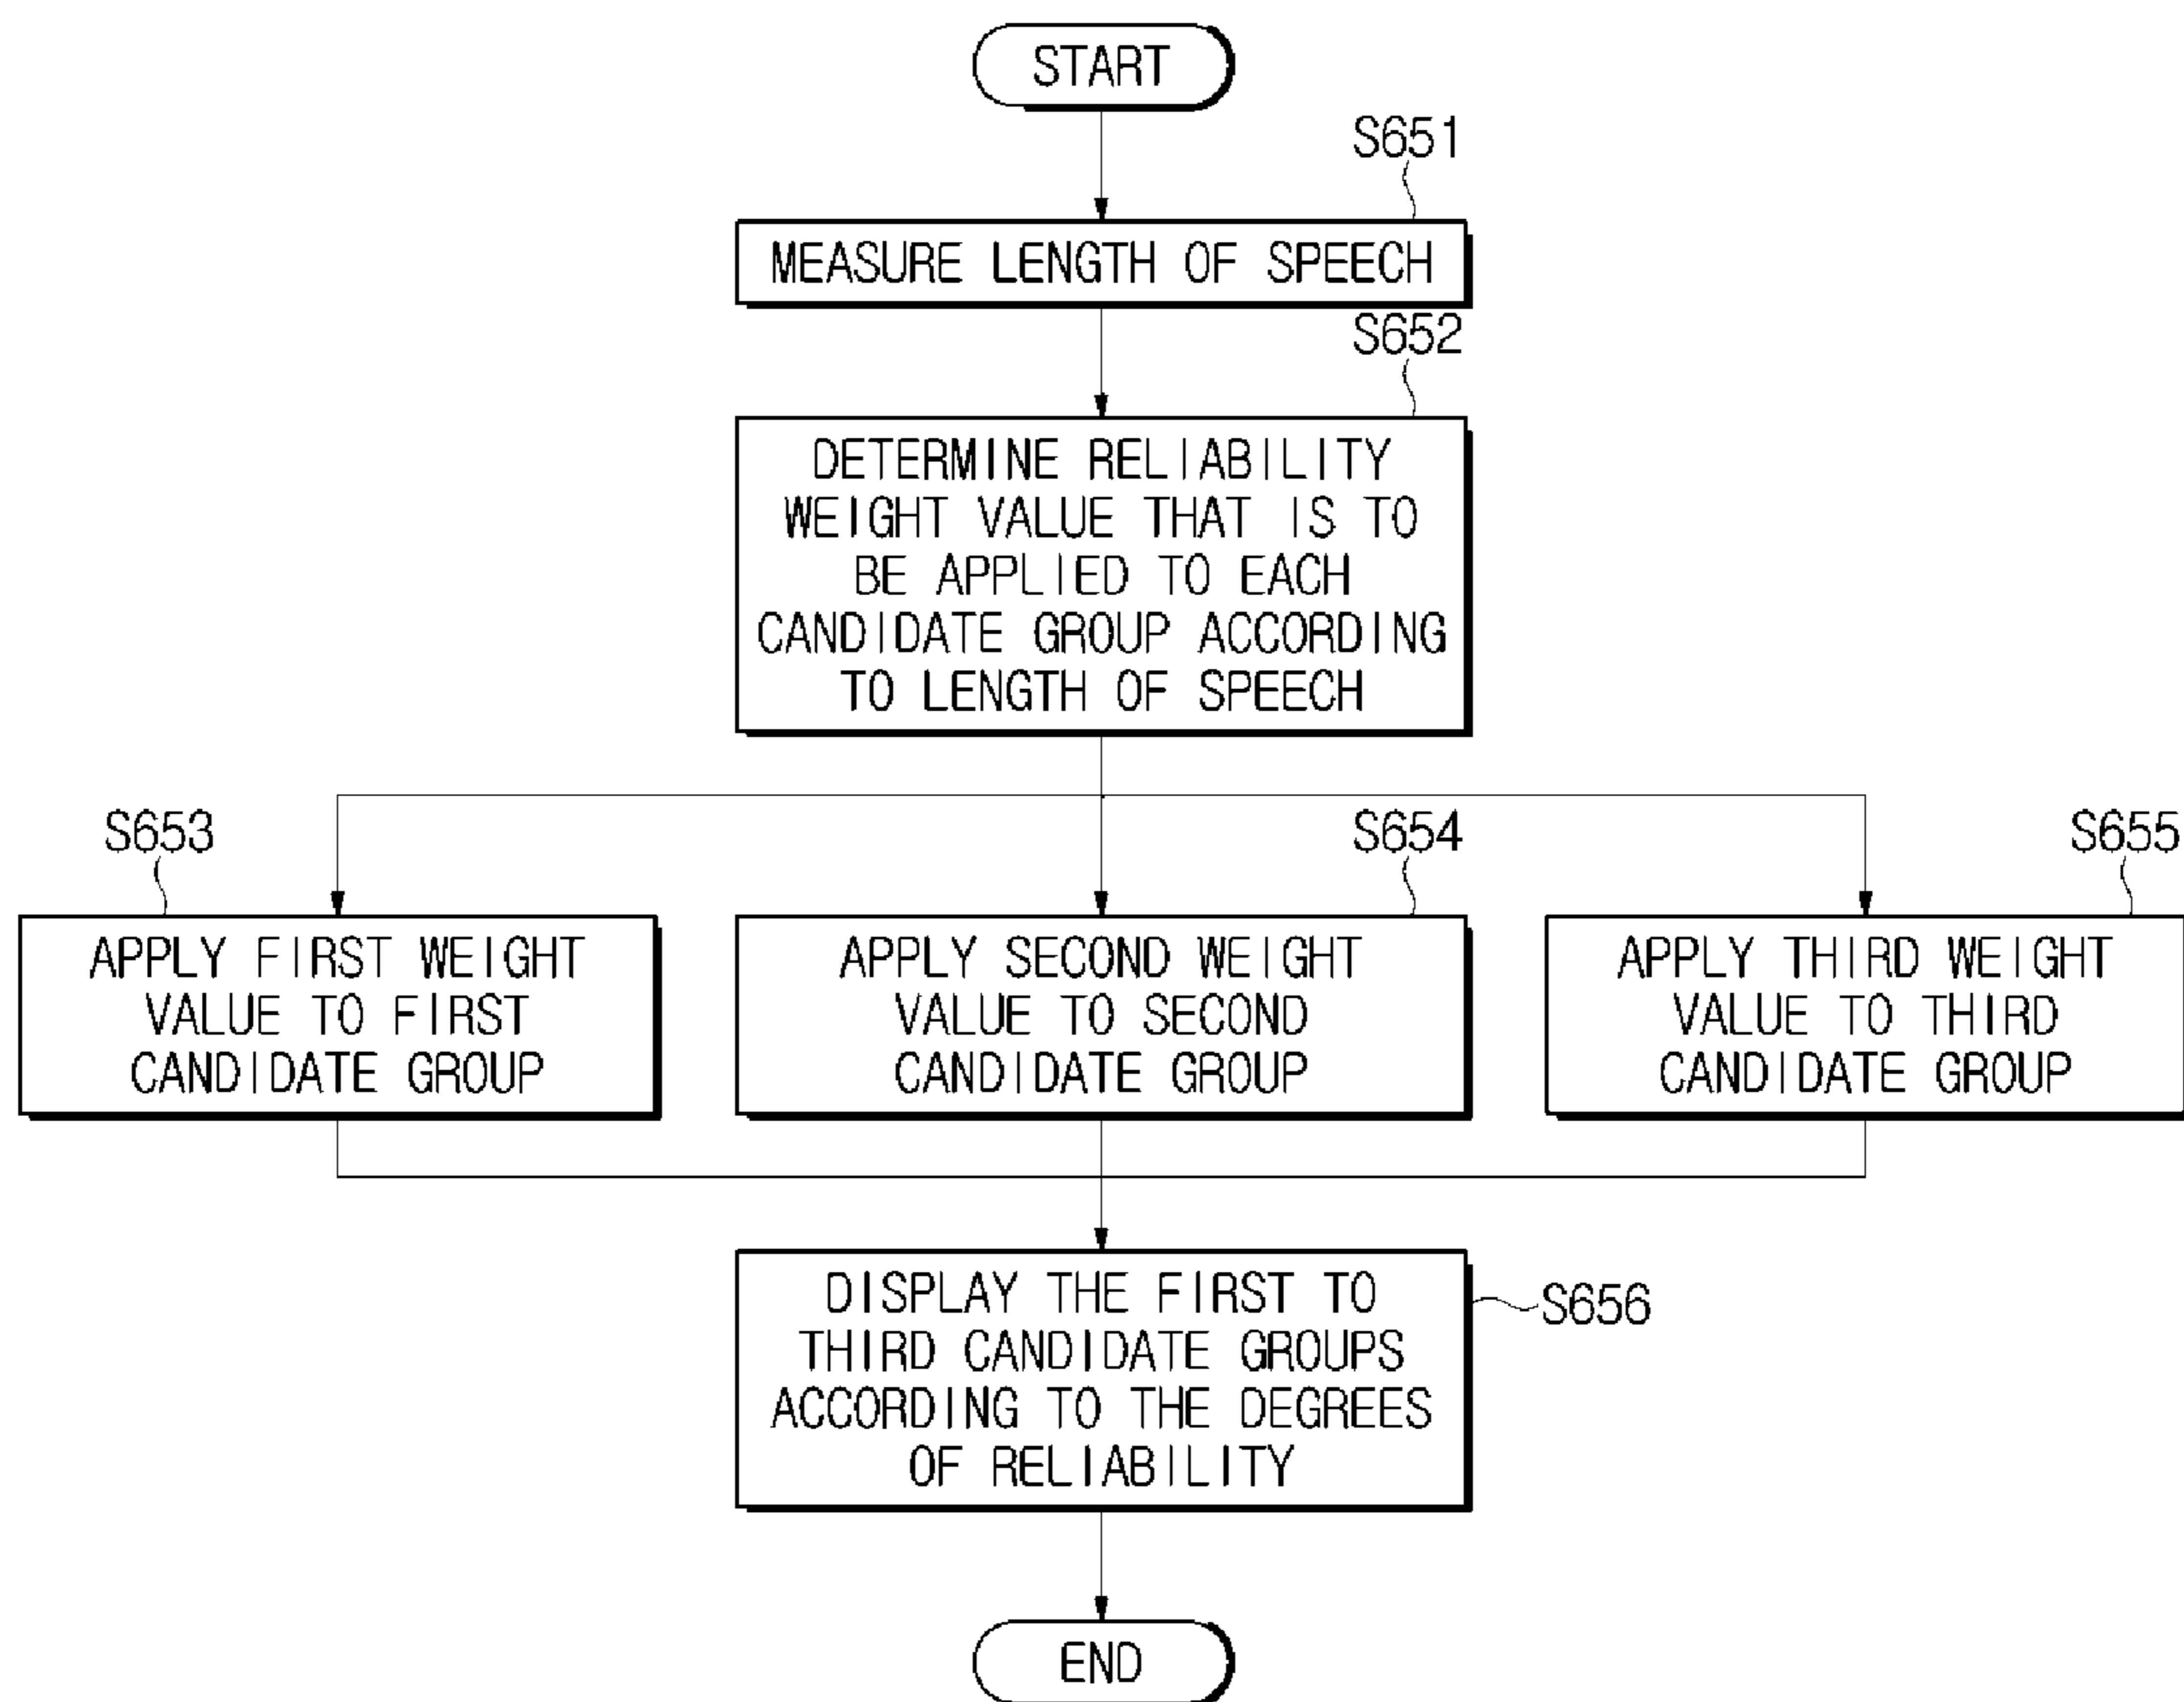 START
S651
MEASURE LENGTH OF SPEECH
S652
DETERMINE RELIABILITY
WEIGHT VALUE THAT IS TO
BE APPLIED TO EACH
CANDIDATE GROUP ACCORDING
TO LENGTH OF SPEECH
S653
APPLY FIRST WEIGHT
VALUE TO FIRST
CANDIDATE GROUP
S654
APPLY SECOND WEIGHT
VALUE TO SECOND
CANDIDATE GROUP
S655
APPLY THIRD WEIGHT
VALUE TO THIRD
CANDIDATE GROUP
DISPLAY THE FIRST TO
THIRD CANDIDATE GROUPS
ACCORDING TO THE DEGREES
OF RELIABILITY
S656
END